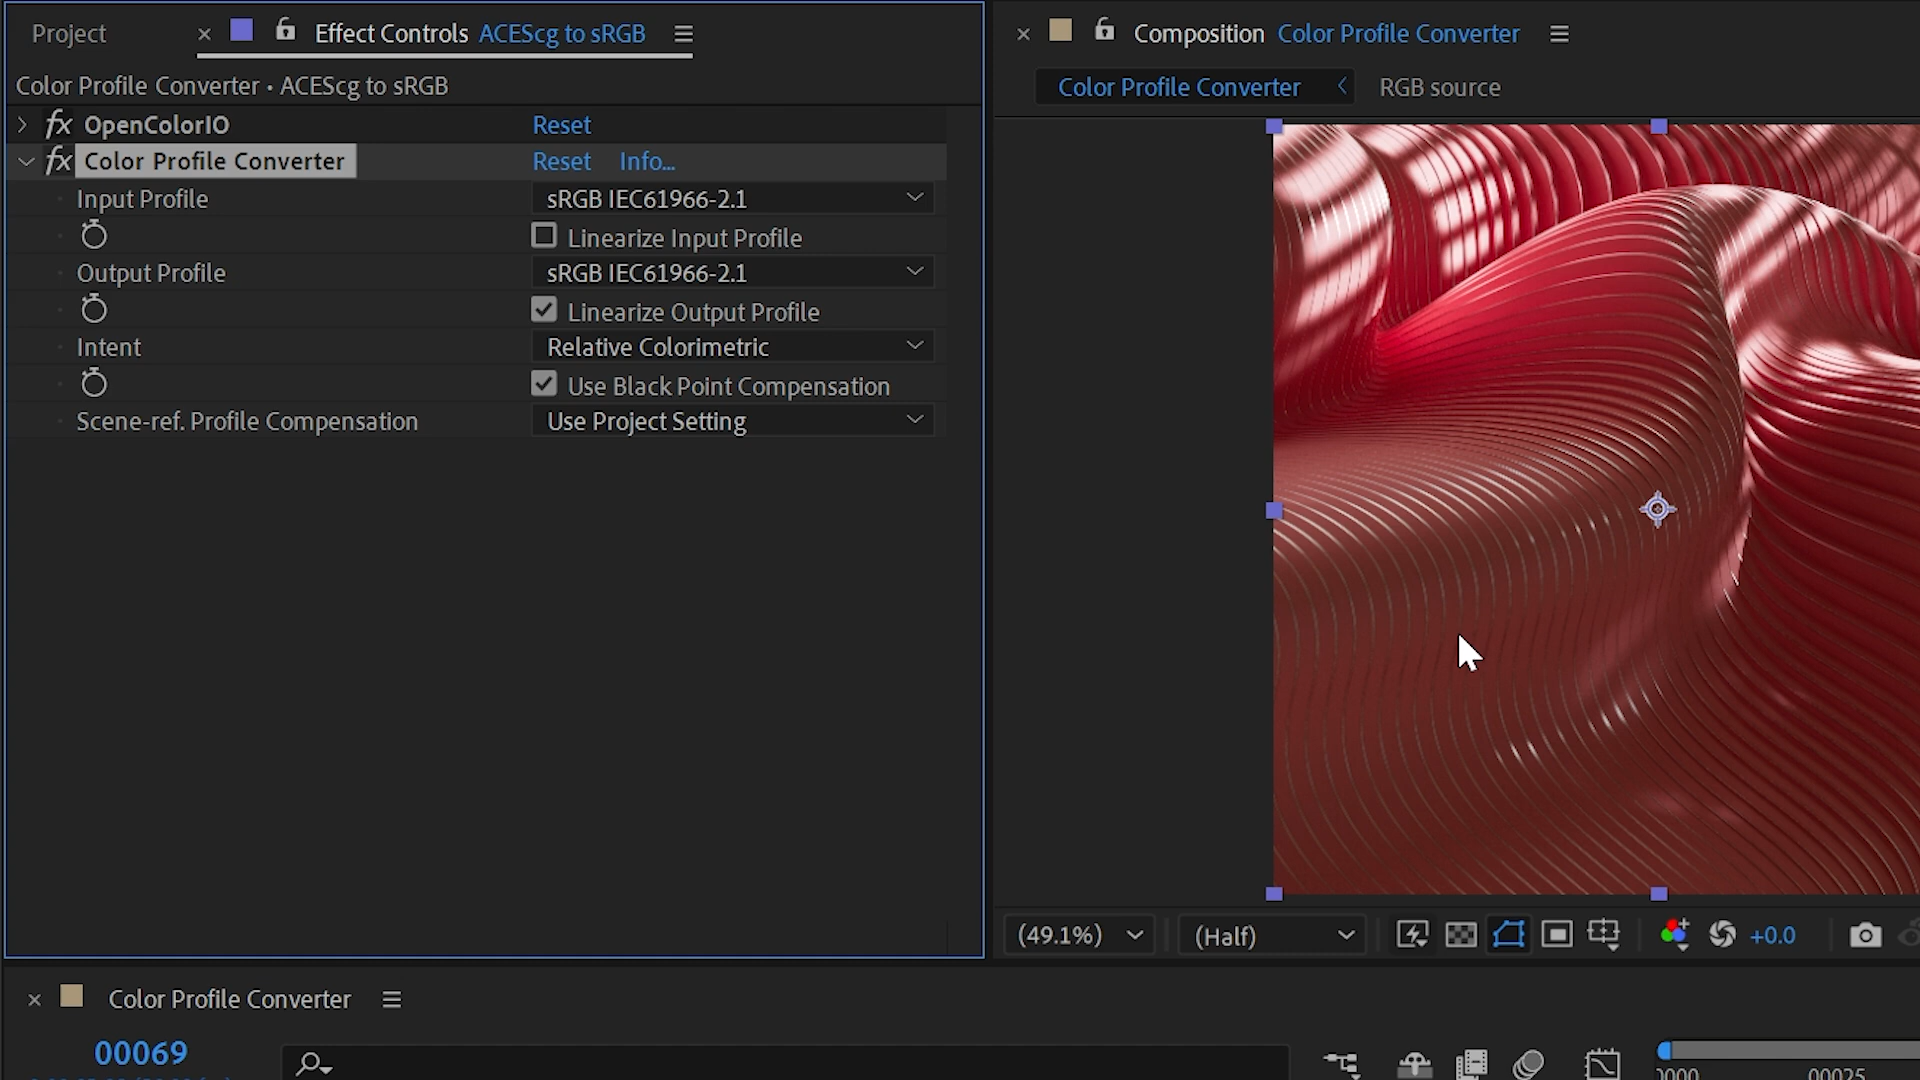 Project
Effect Controls ACEScg to sRGB
Color Profile Converter • ACEScg to sRGB
fx OpenColorIO Reset
fx Color Profile Converter Reset Info...
Input Profile sRGB IEC61966-2.1
Linearize Input Profile
Output Profile sRGB IEC61966-2.1
Linearize Output Profile
Intent Relative Colorimetric
Use Black Point Compensation
Scene-ref. Profile Compensation Use Project Setting
Composition Color Profile Converter
Color Profile Converter RGB source
(49.1%) (Half) +0.0
Color Profile Converter
00069
00025